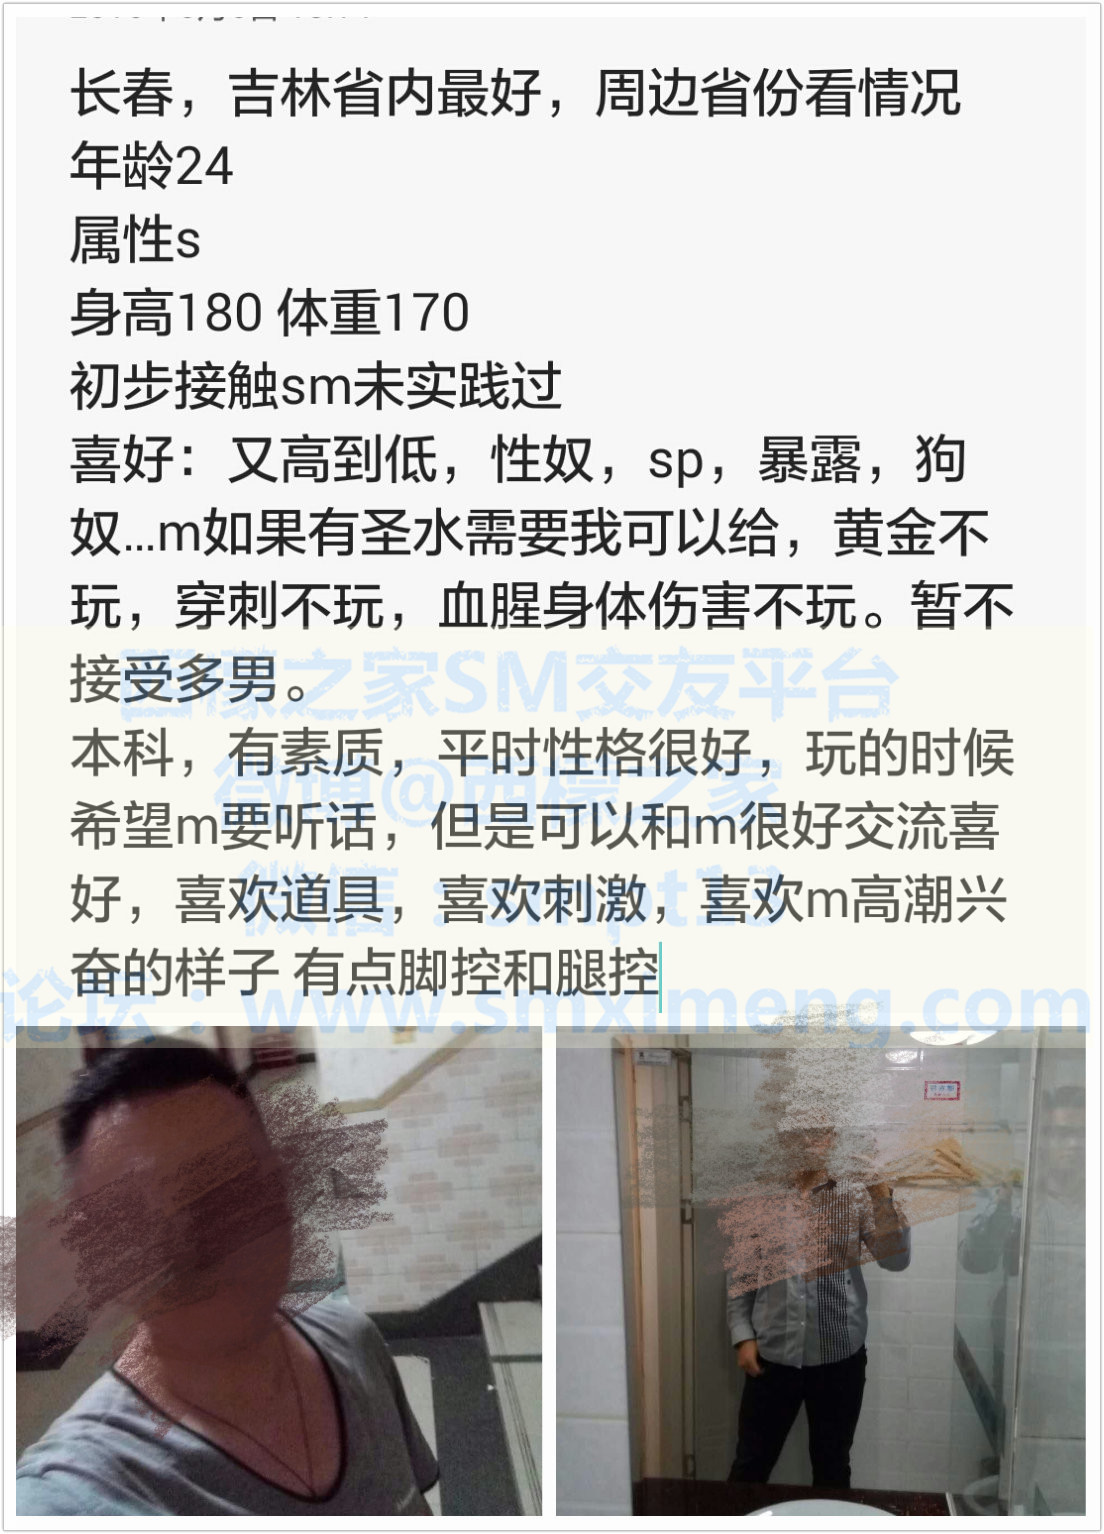 长春，吉林省内最好，周边省份看情况
年龄24
属性s
身高180 体重170
初步接触sm未实践过
喜好：又高到低，性奴，sp，暴露，狗
奴...m如果有圣水需要我可以给，黄金不
玩，穿刺不玩，血腥身体伤害不玩。暂不
接受多男。
西檬之家SM交友平台
本科，有素质，平时性格很好，玩的时候
微博@西檬之家
希望m要听话，但是可以和m很好交流喜
好，喜欢道具，喜欢刺激，喜欢m高潮兴
微信：smpt13
奋的样子 有点脚控和腿控
论坛：www.smximeng.com